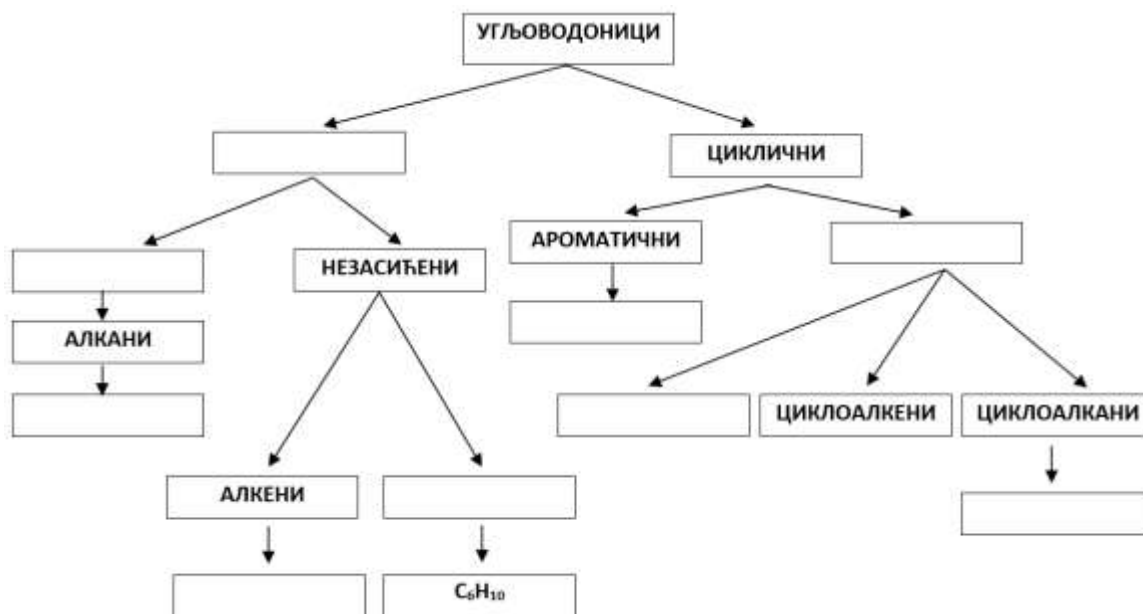 УГЉОВОДОНИЦИ
ЦИКЛИЧНИ
НЕЗАСИЋЕНИ
АРОМАТИЧНИ
АЛКАНИ
ЦИКЛОАЛКЕНИ
ЦИКЛОАЛКАНИ
АЛКЕНИ
C₆H₁₀